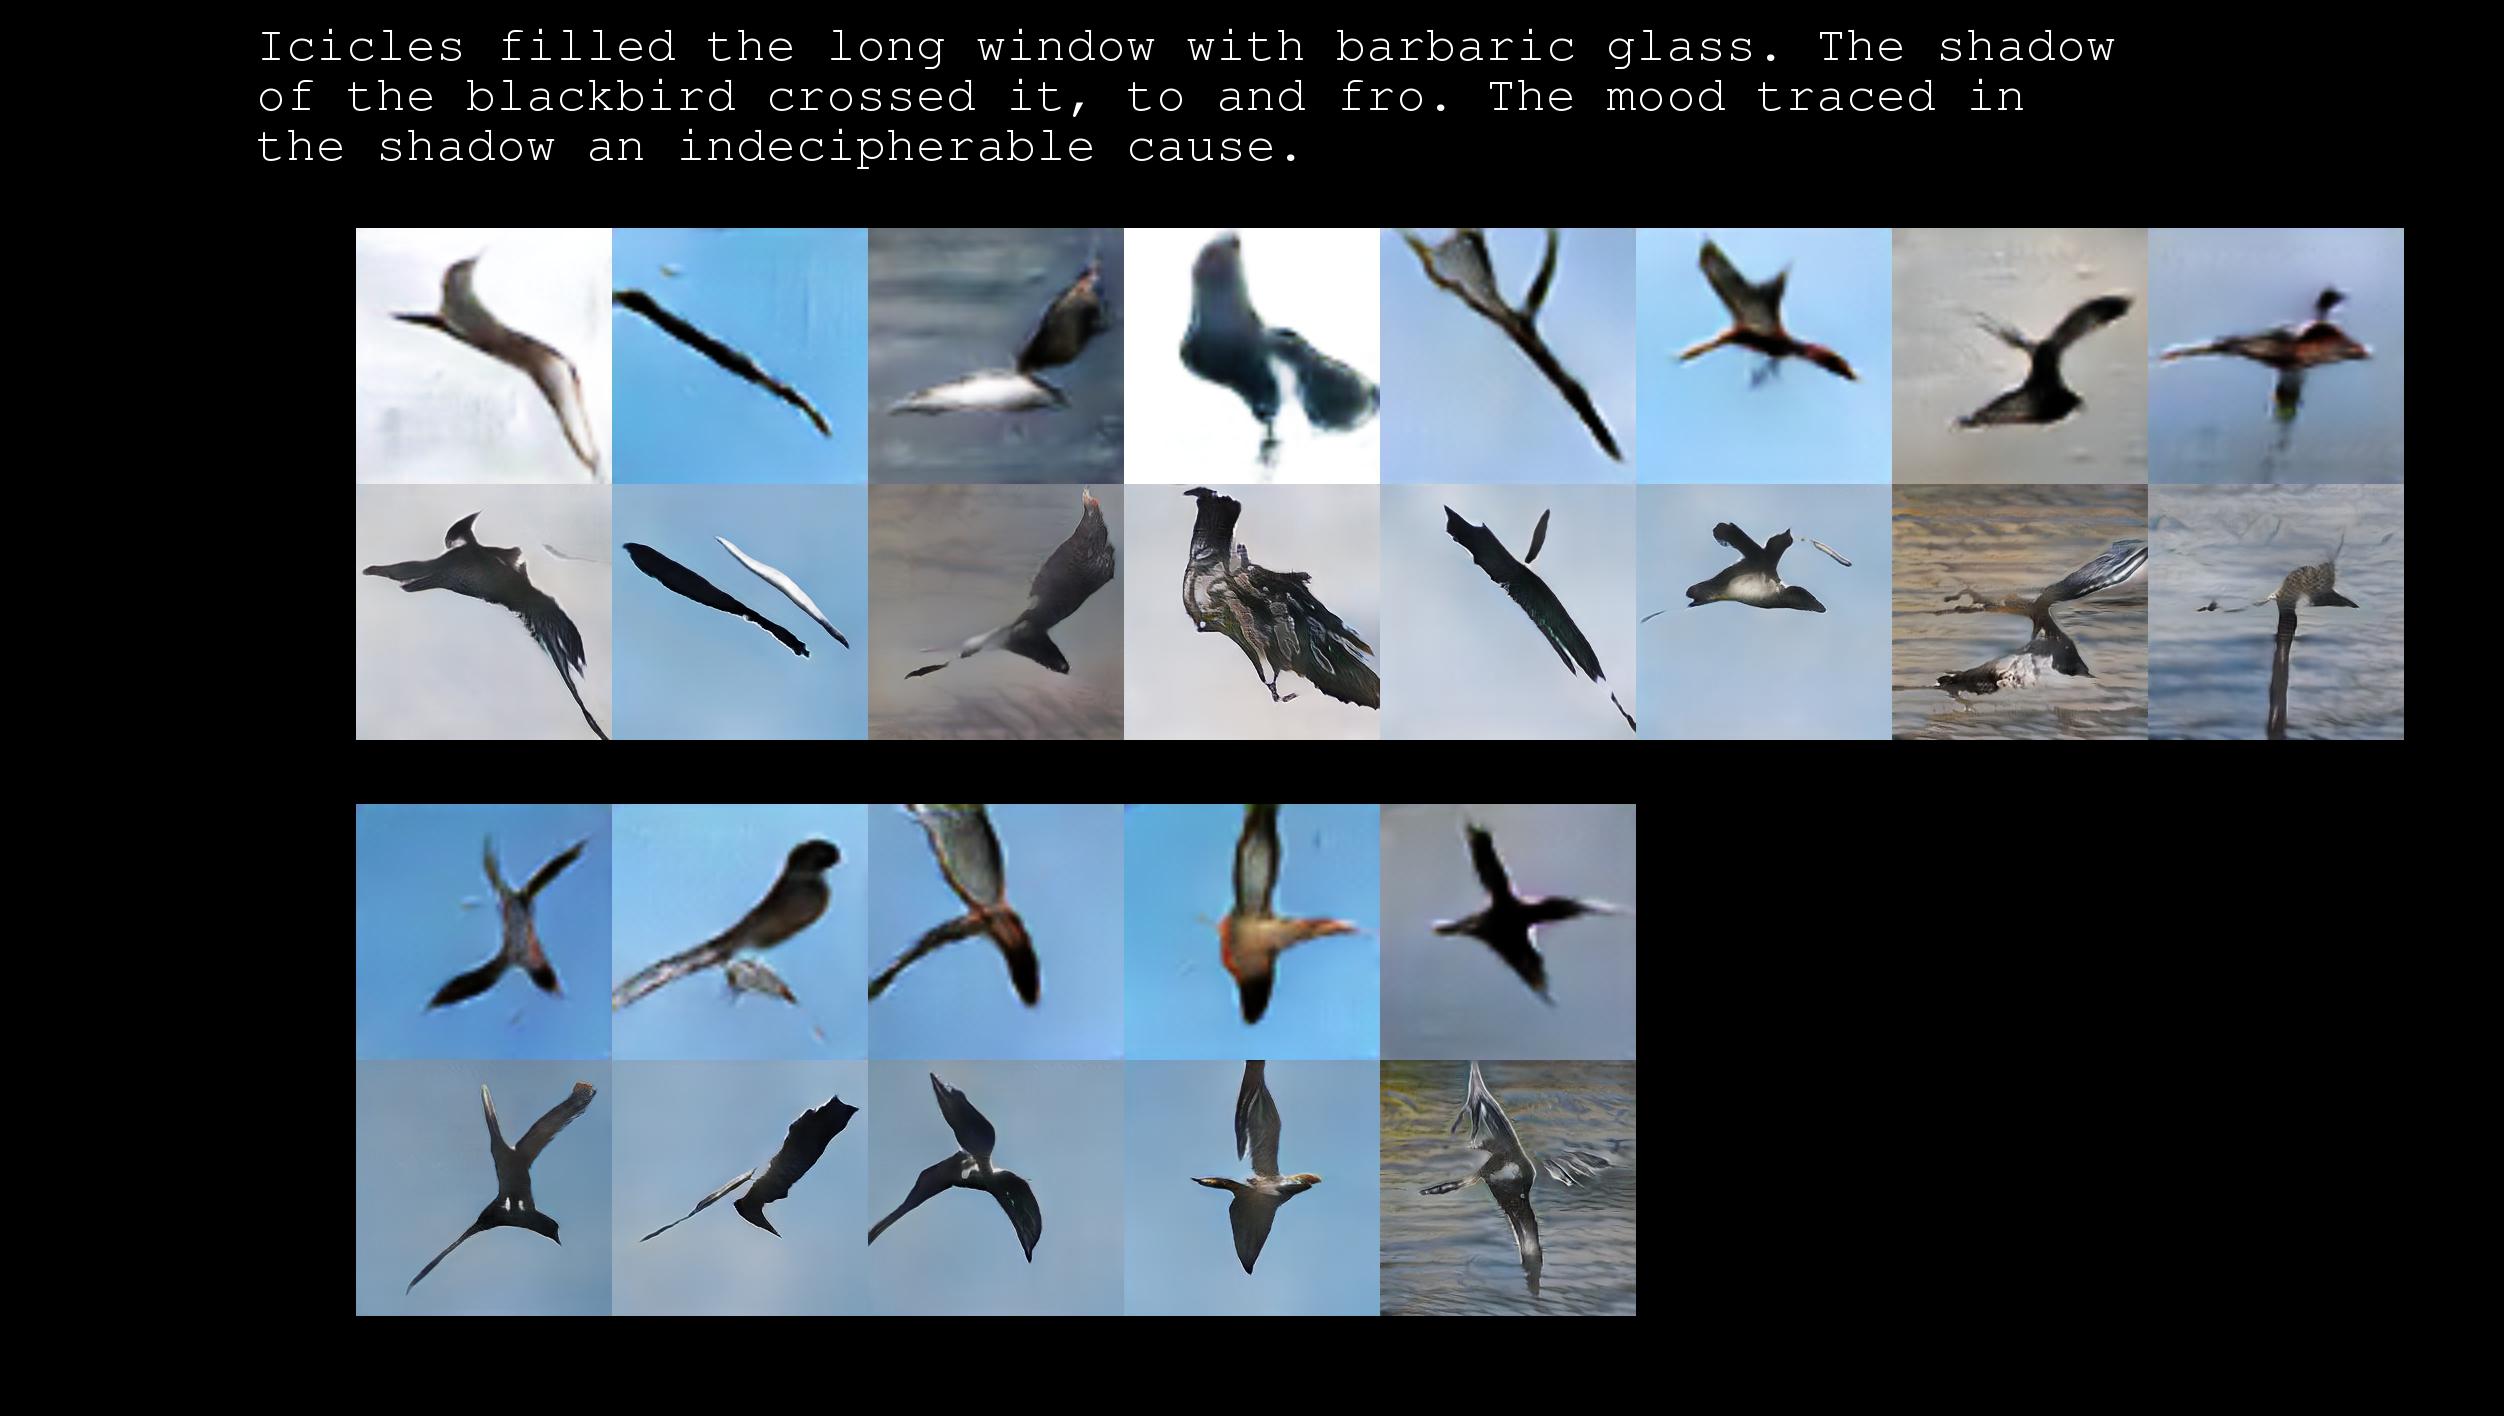 Icicles filled the long window with barbaric glass. The shadow
of the blackbird crossed it, to and fro. The mood traced in
the shadow an indecipherable cause.